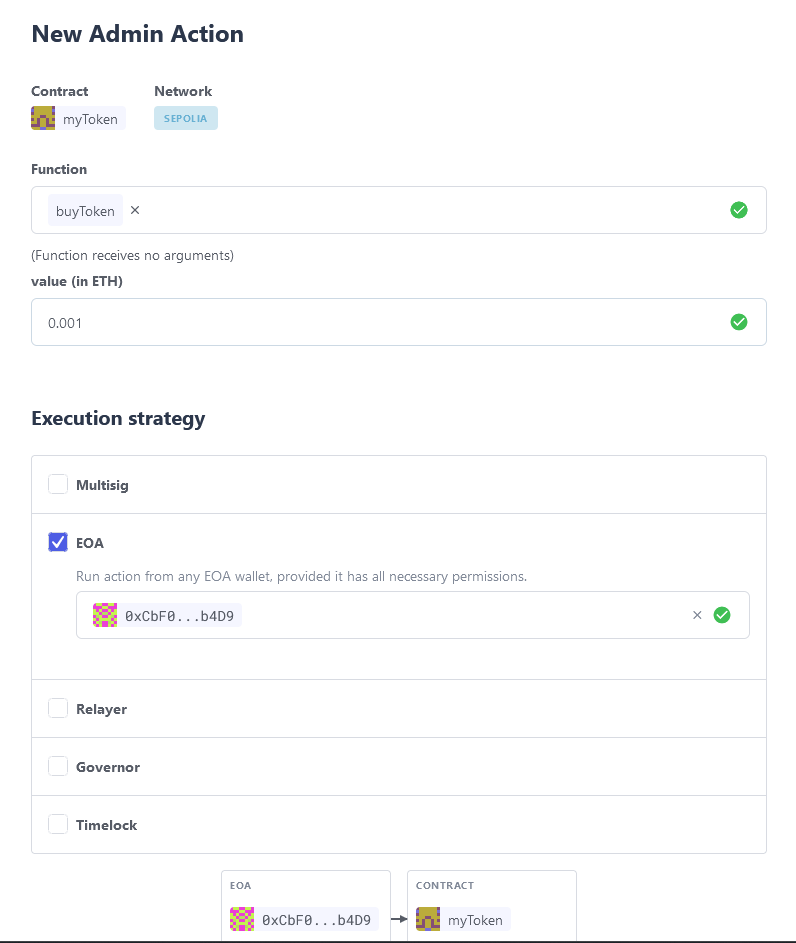 New Admin Action
Contract Network
myToken SEPOLIA
Function
buyToken ×
(Function receives no arguments)
value (in ETH)
0.001
Execution strategy
Multisig
EOA
Run action from any EOA wallet, provided it has all necessary permissions.
0xCbF0...b4D9 ×
Relayer
Governor
Timelock
EOA CONTRACT
0xCbF0...b4D9 myToken